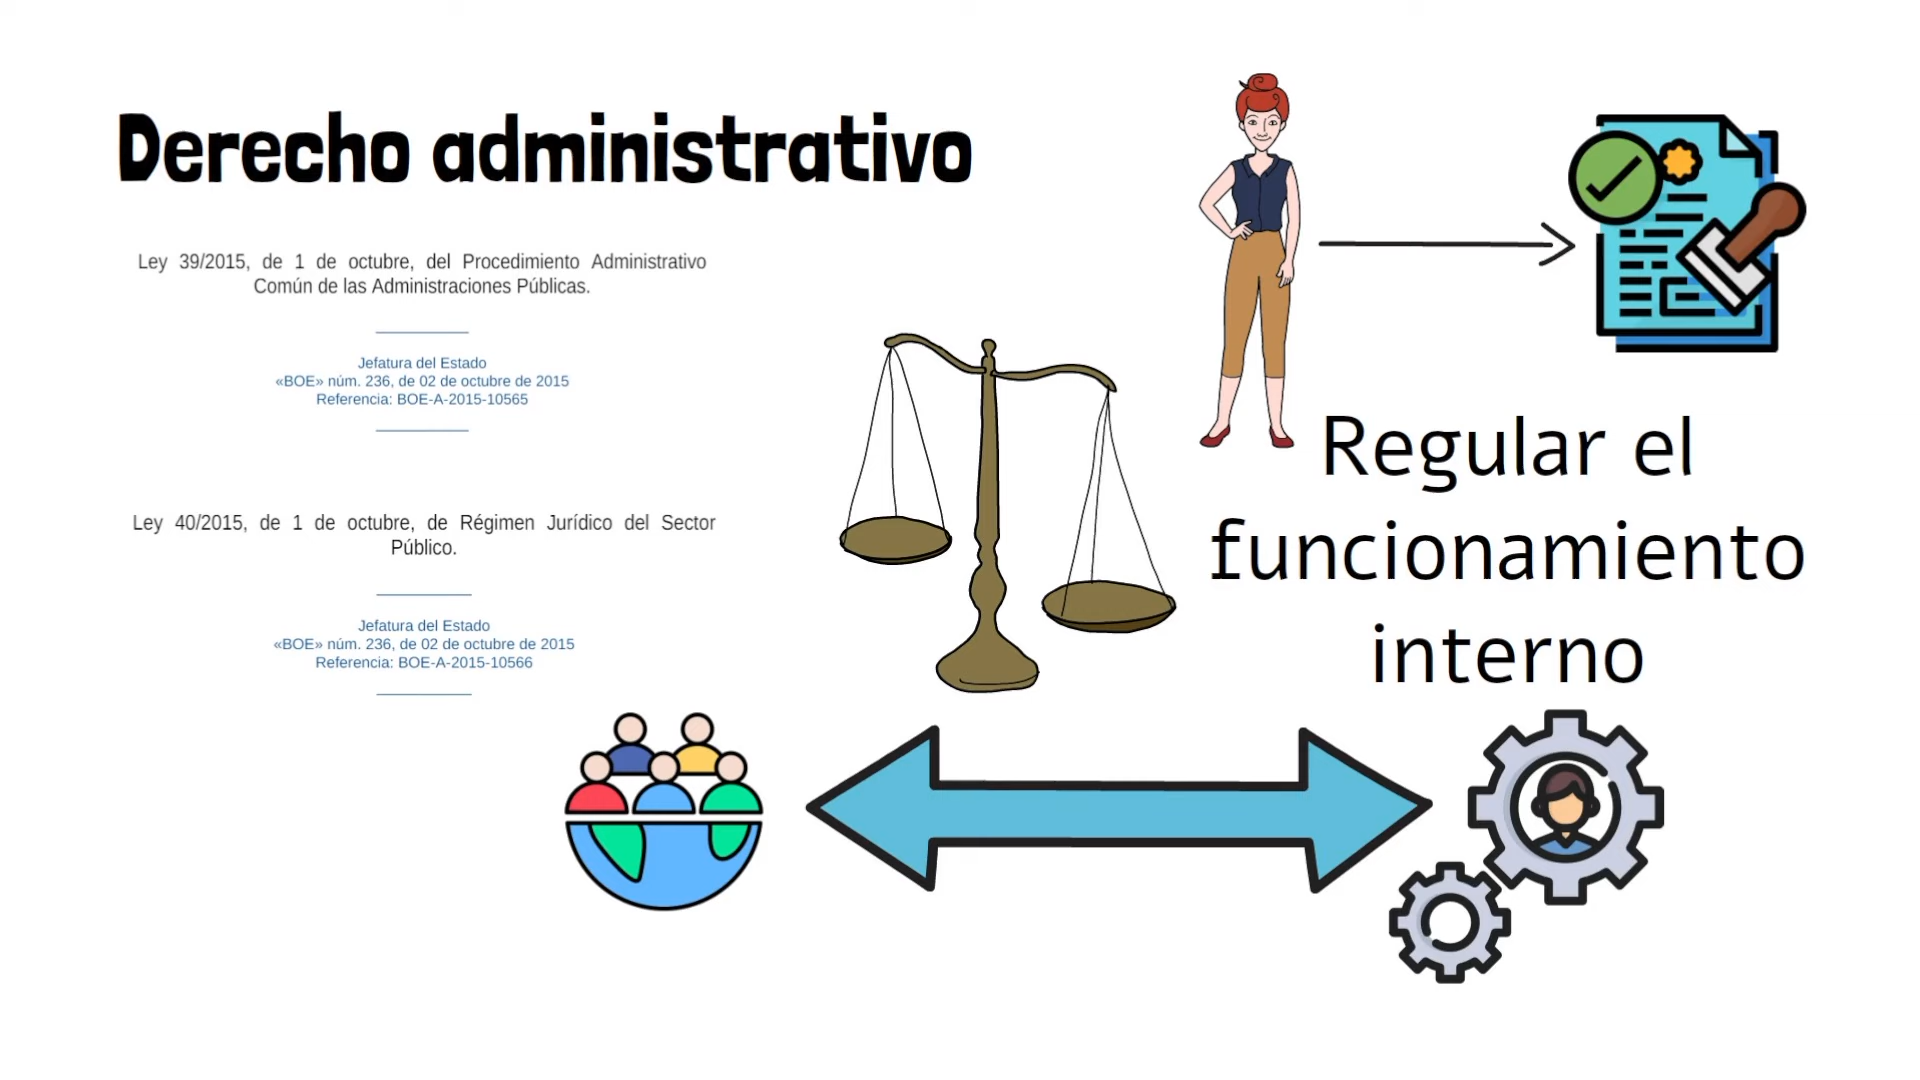 Derecho administrativo
Ley 39/2015, de 1 de octubre, del Procedimiento Administrativo
Común de las Administraciones Públicas.
Jefatura del Estado
«BOE» núm. 236, de 02 de octubre de 2015
Referencia: BOE-A-2015-10565
Ley 40/2015, de 1 de octubre, de Régimen Jurídico del Sector
Público.
Jefatura del Estado
«BOE» núm. 236, de 02 de octubre de 2015
Referencia: BOE-A-2015-10566
Regular el
funcionamiento
interno